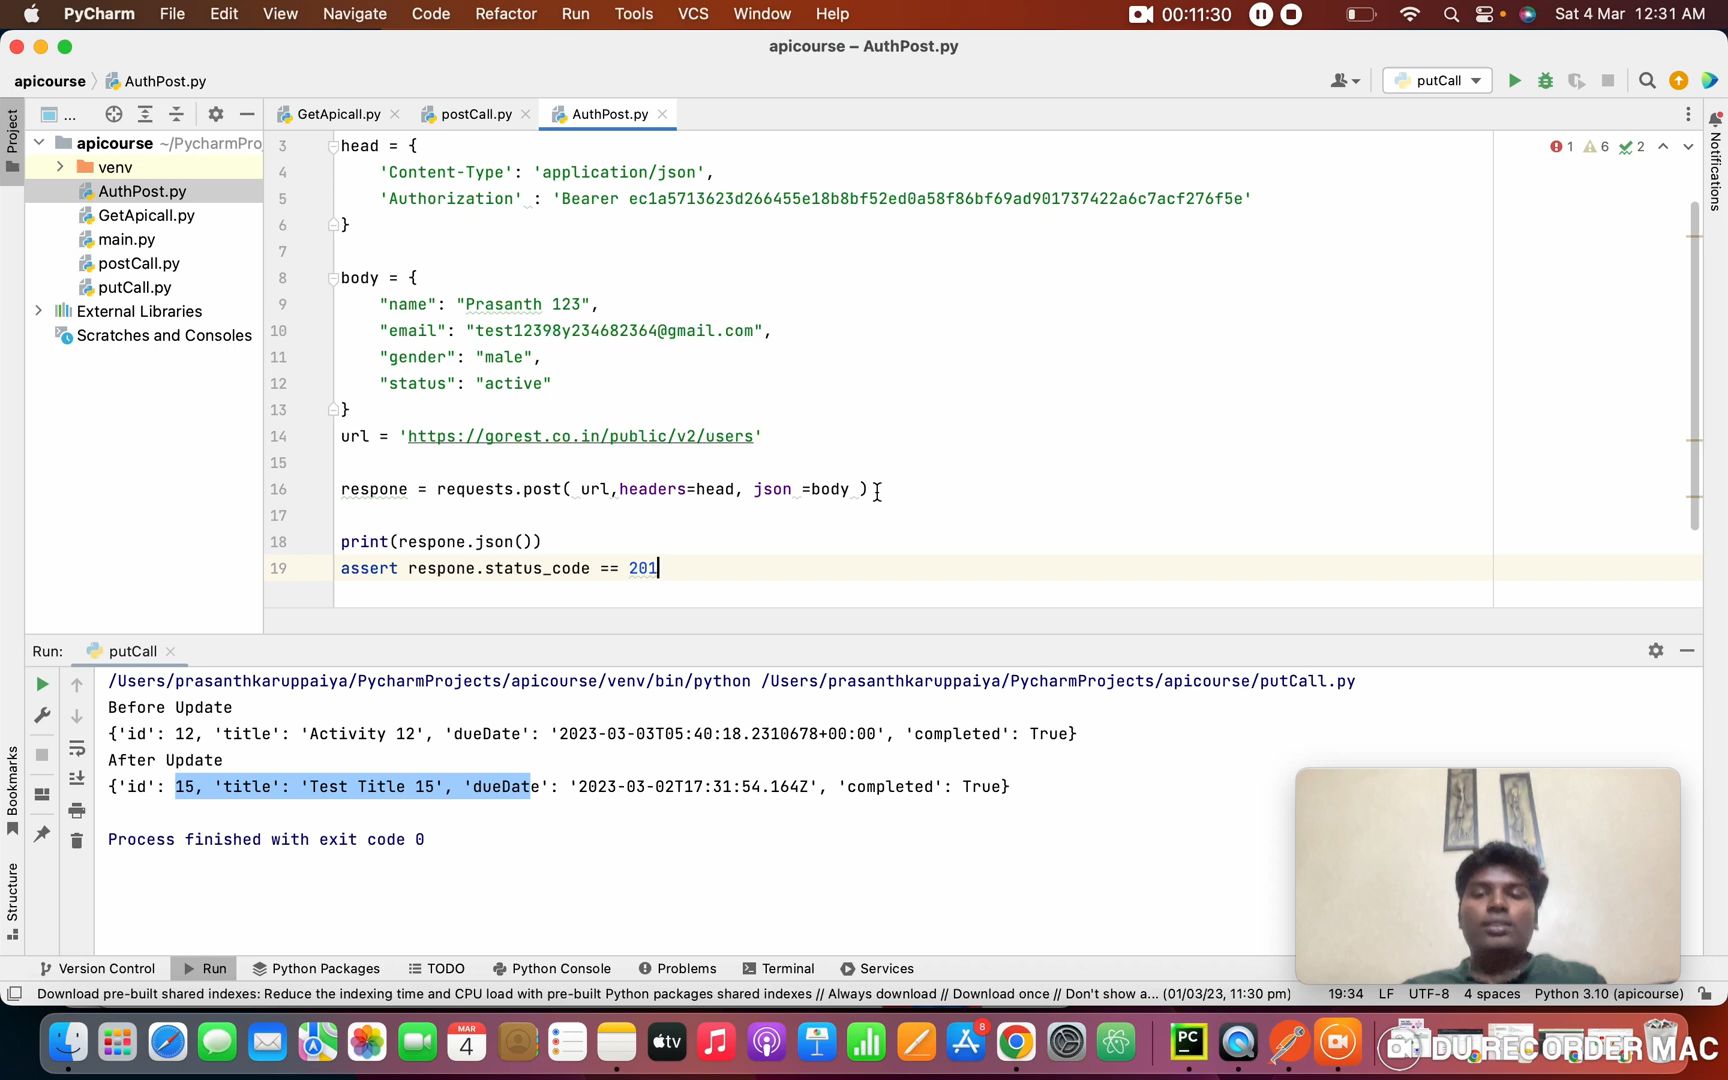 PyCharm File Edit View Navigate Code Refactor Run Tools VCS Window Help 00:11:30 Sat 4 Mar 12:31 AM
apicourse – AuthPost.py
apicourse AuthPost.py putCall
Project ... GetApicall.py postCall.py AuthPost.py
apicourse ~/PycharmPro
venv
AuthPost.py
GetApicall.py
main.py
postCall.py
putCall.py
External Libraries
Scratches and Consoles
3 head = {
4 'Content-Type': 'application/json',
5 'Authorization' : 'Bearer ec1a5713623d266455e18b8bf52ed0a58f86bf69ad901737422a6c7acf276f5e'
6 }
7
8 body = {
9 "name": "Prasanth 123",
10 "email": "test12398y234682364@gmail.com",
11 "gender": "male",
12 "status": "active"
13 }
14 url = 'https://gorest.co.in/public/v2/users'
15
16 respone = requests.post( url,headers=head, json =body )
17
18 print(respone.json())
19 assert respone.status_code == 201
1 6 2
Notifications
Run: putCall
/Users/prasanthkaruppaiya/PycharmProjects/apicourse/venv/bin/python /Users/prasanthkaruppaiya/PycharmProjects/apicourse/putCall.py
Before Update
{'id': 12, 'title': 'Activity 12', 'dueDate': '2023-03-03T05:40:18.2310678+00:00', 'completed': True}
After Update
{'id': 15, 'title': 'Test Title 15', 'dueDate': '2023-03-02T17:31:54.164Z', 'completed': True}
Process finished with exit code 0
Bookmarks
Structure
Version Control Run Python Packages TODO Python Console Problems Terminal Services
Download pre-built shared indexes: Reduce the indexing time and CPU load with pre-built Python packages shared indexes // Always download // Download once // Don't show a... (01/03/23, 11:30 pm) 19:34 LF UTF-8 4 spaces Python 3.10 (apicourse)
MAR
4
tv
8
PC
DU RECORDER MAC